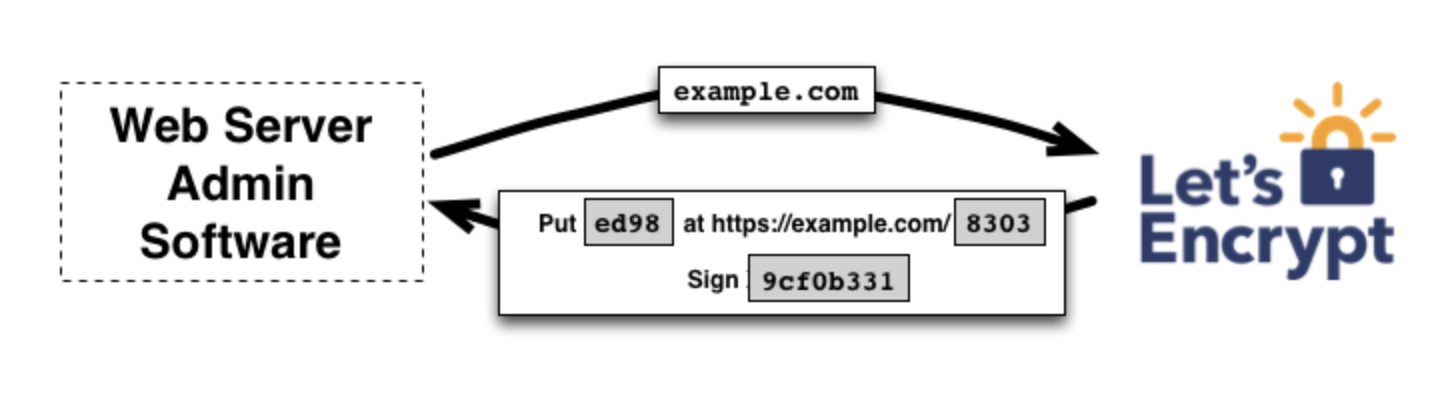 Web Server
Admin
Software
example.com
Put ed98 at https://example.com/ 8303
Sign 9cf0b331
Let's
Encrypt